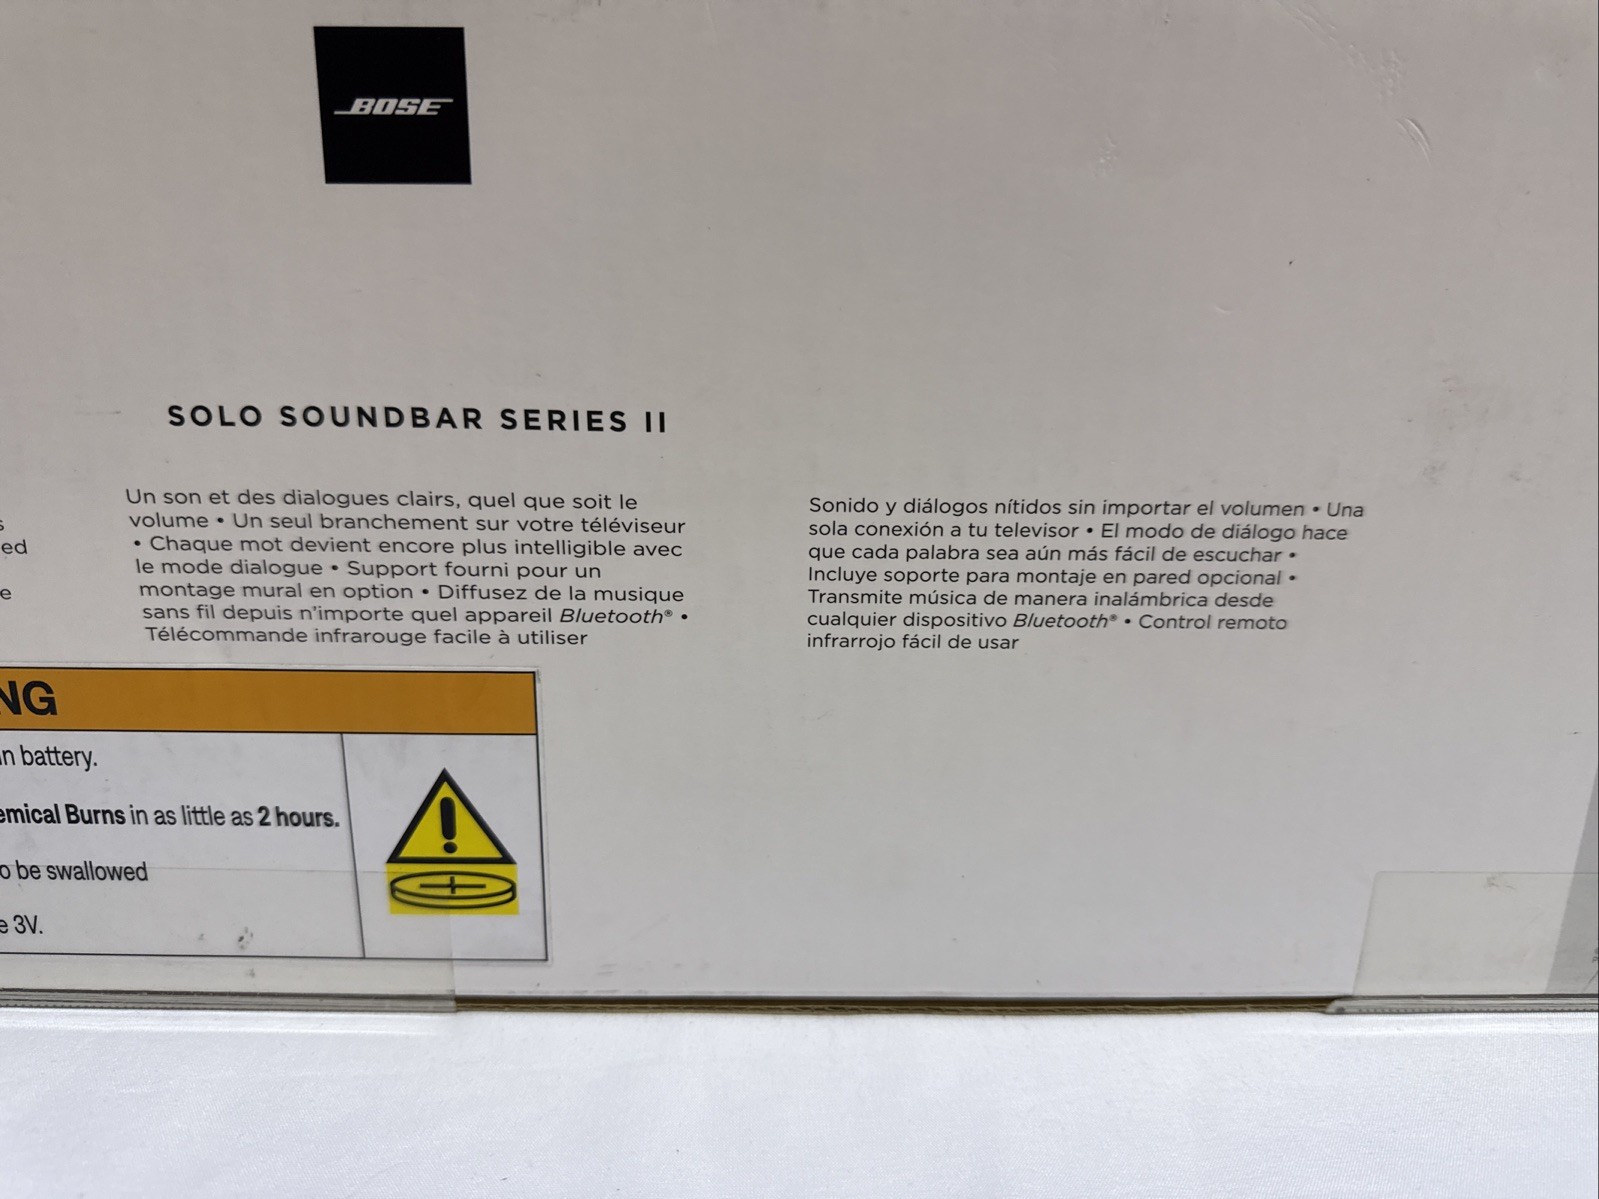 BOSE
SOLO SOUNDBAR SERIES II
ed
e
Un son et des dialogues clairs, quel que soit le
volume • Un seul branchement sur votre téléviseur
• Chaque mot devient encore plus intelligible avec
le mode dialogue • Support fourni pour un
montage mural en option • Diffusez de la musique
sans fil depuis n'importe quel appareil Bluetooth® •
Télécommande infrarouge facile à utiliser
Sonido y diálogos nítidos sin importar el volumen • Una
sola conexión a tu televisor • El modo de diálogo hace
que cada palabra sea aún más fácil de escuchar •
Incluye soporte para montaje en pared opcional •
Transmite música de manera inalámbrica desde
cualquier dispositivo Bluetooth® • Control remoto
infrarrojo fácil de usar
NG
battery.
emical Burns in as little as 2 hours.
o be swallowed
e 3V.